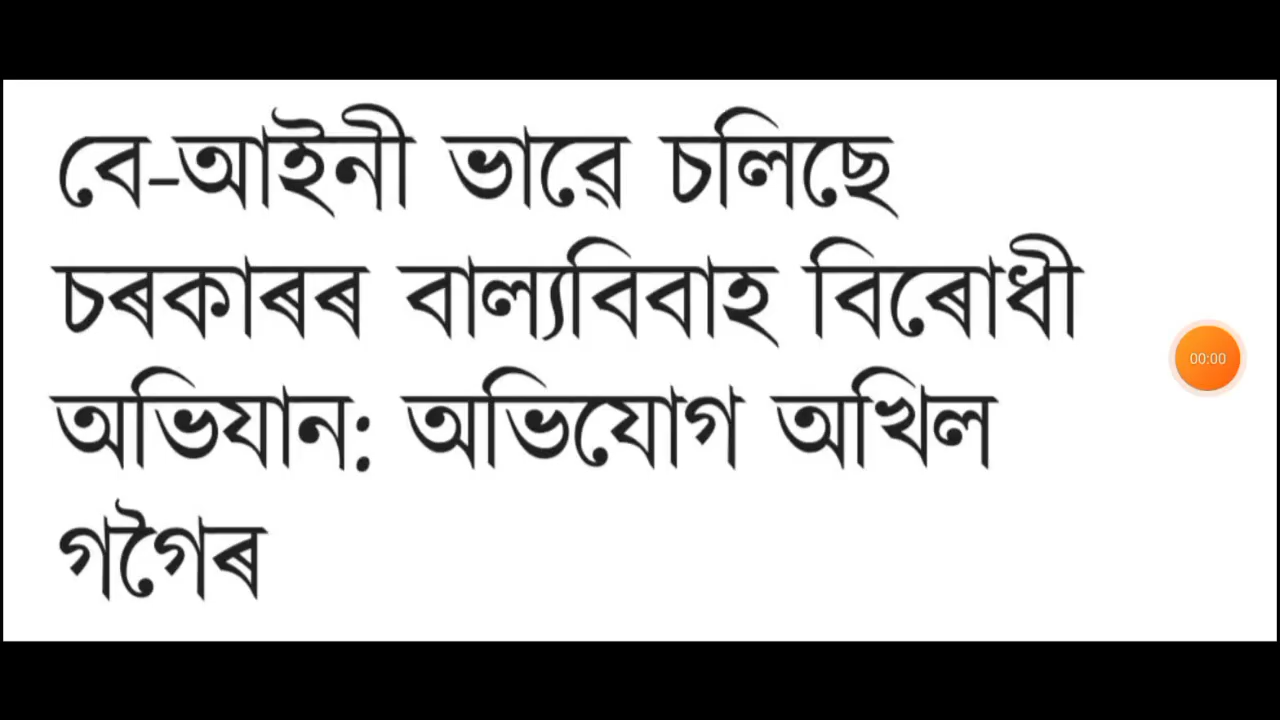 বে-আইনী ভাৱে চলিছে
চৰকাৰৰ বাল্যবিবাহ বিৰোধী
অভিযান: অভিযোগ অখিল
গগৈৰ
00:00